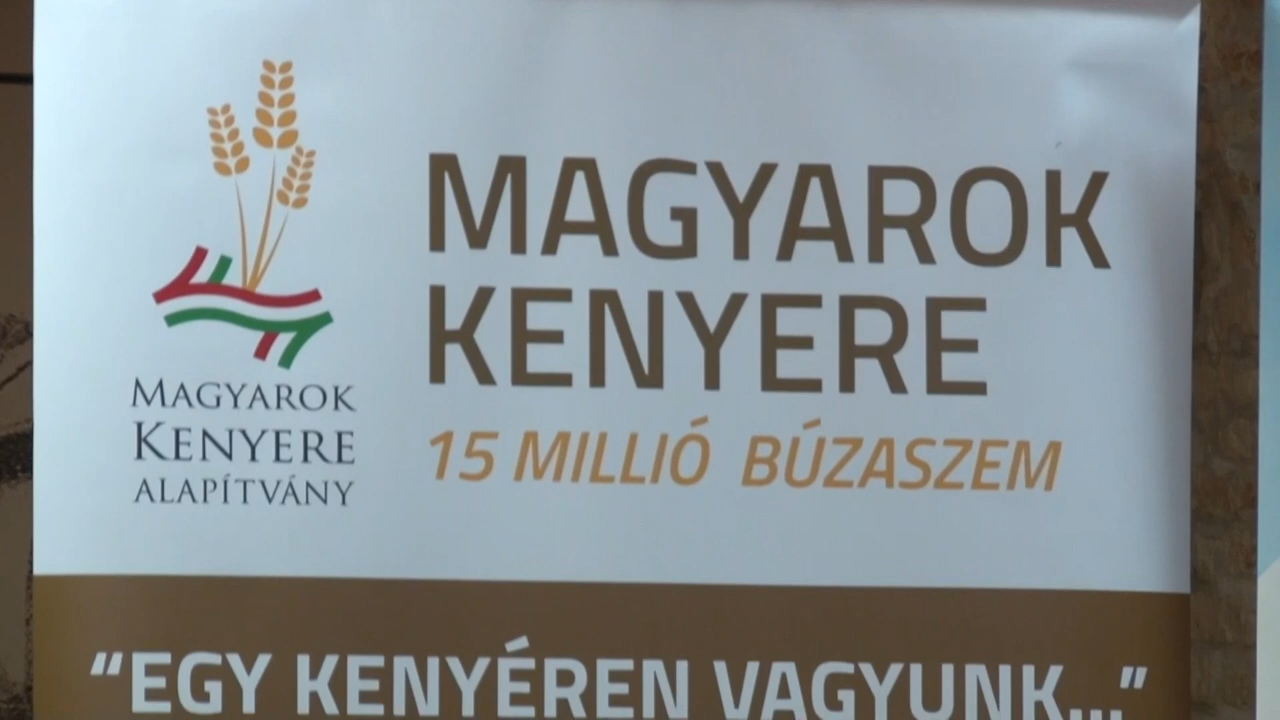 MAGYAROK
KENYERE
ALAPÍTVÁNY
MAGYAROK
KENYERE
15 MILLIÓ BÚZASZEM
“EGY KENYÉREN VAGYUNK...”